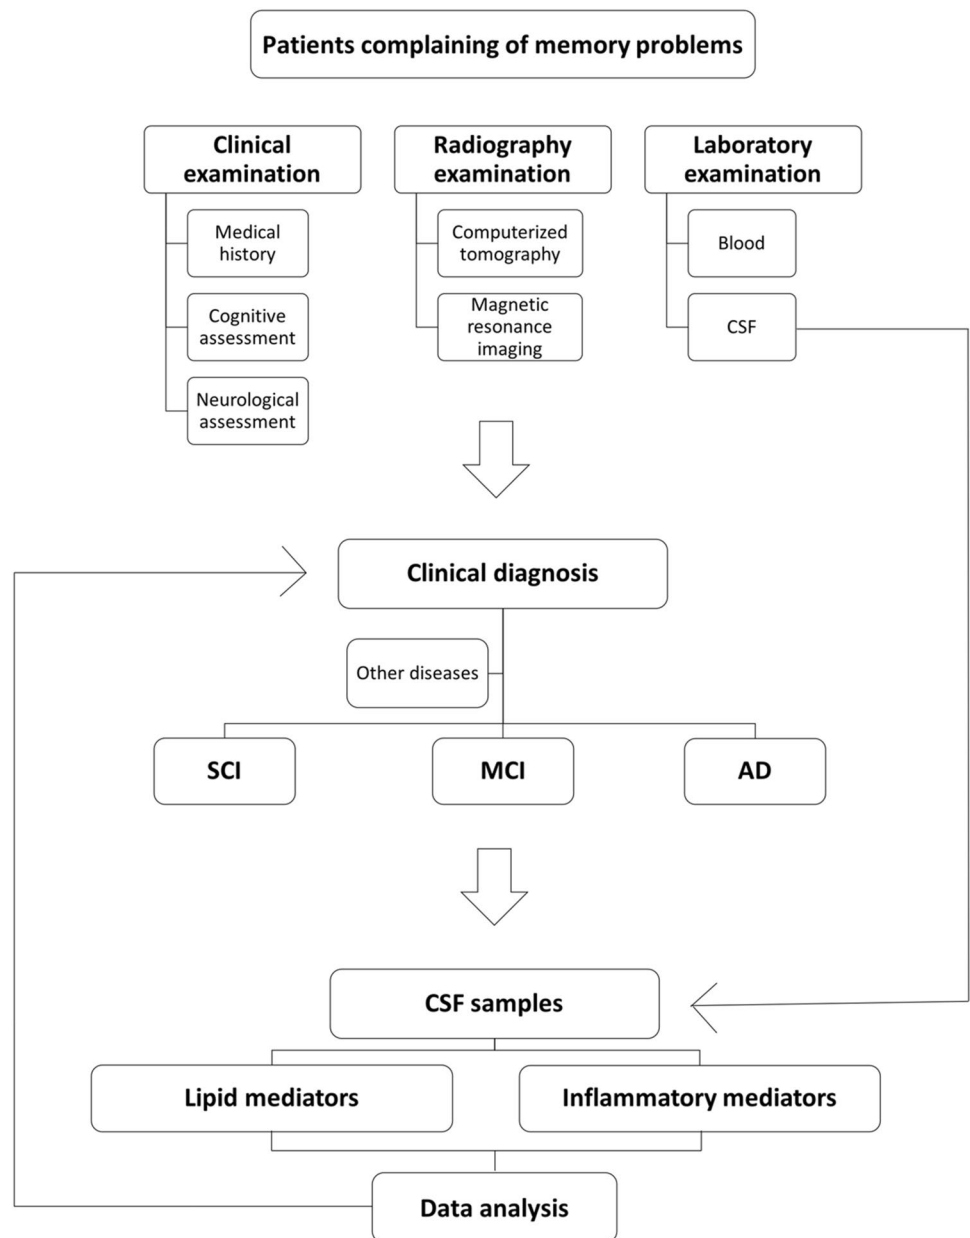 Patients complaining of memory problems
Clinical
examination
Radiography
examination
Laboratory
examination
Medical
history
Computerized
tomography
Blood
Cognitive
assessment
Magnetic
resonance
imaging
CSF
Neurological
assessment
Clinical diagnosis
Other diseases
SCI
MCI
AD
CSF samples
Lipid mediators
Inflammatory mediators
Data analysis